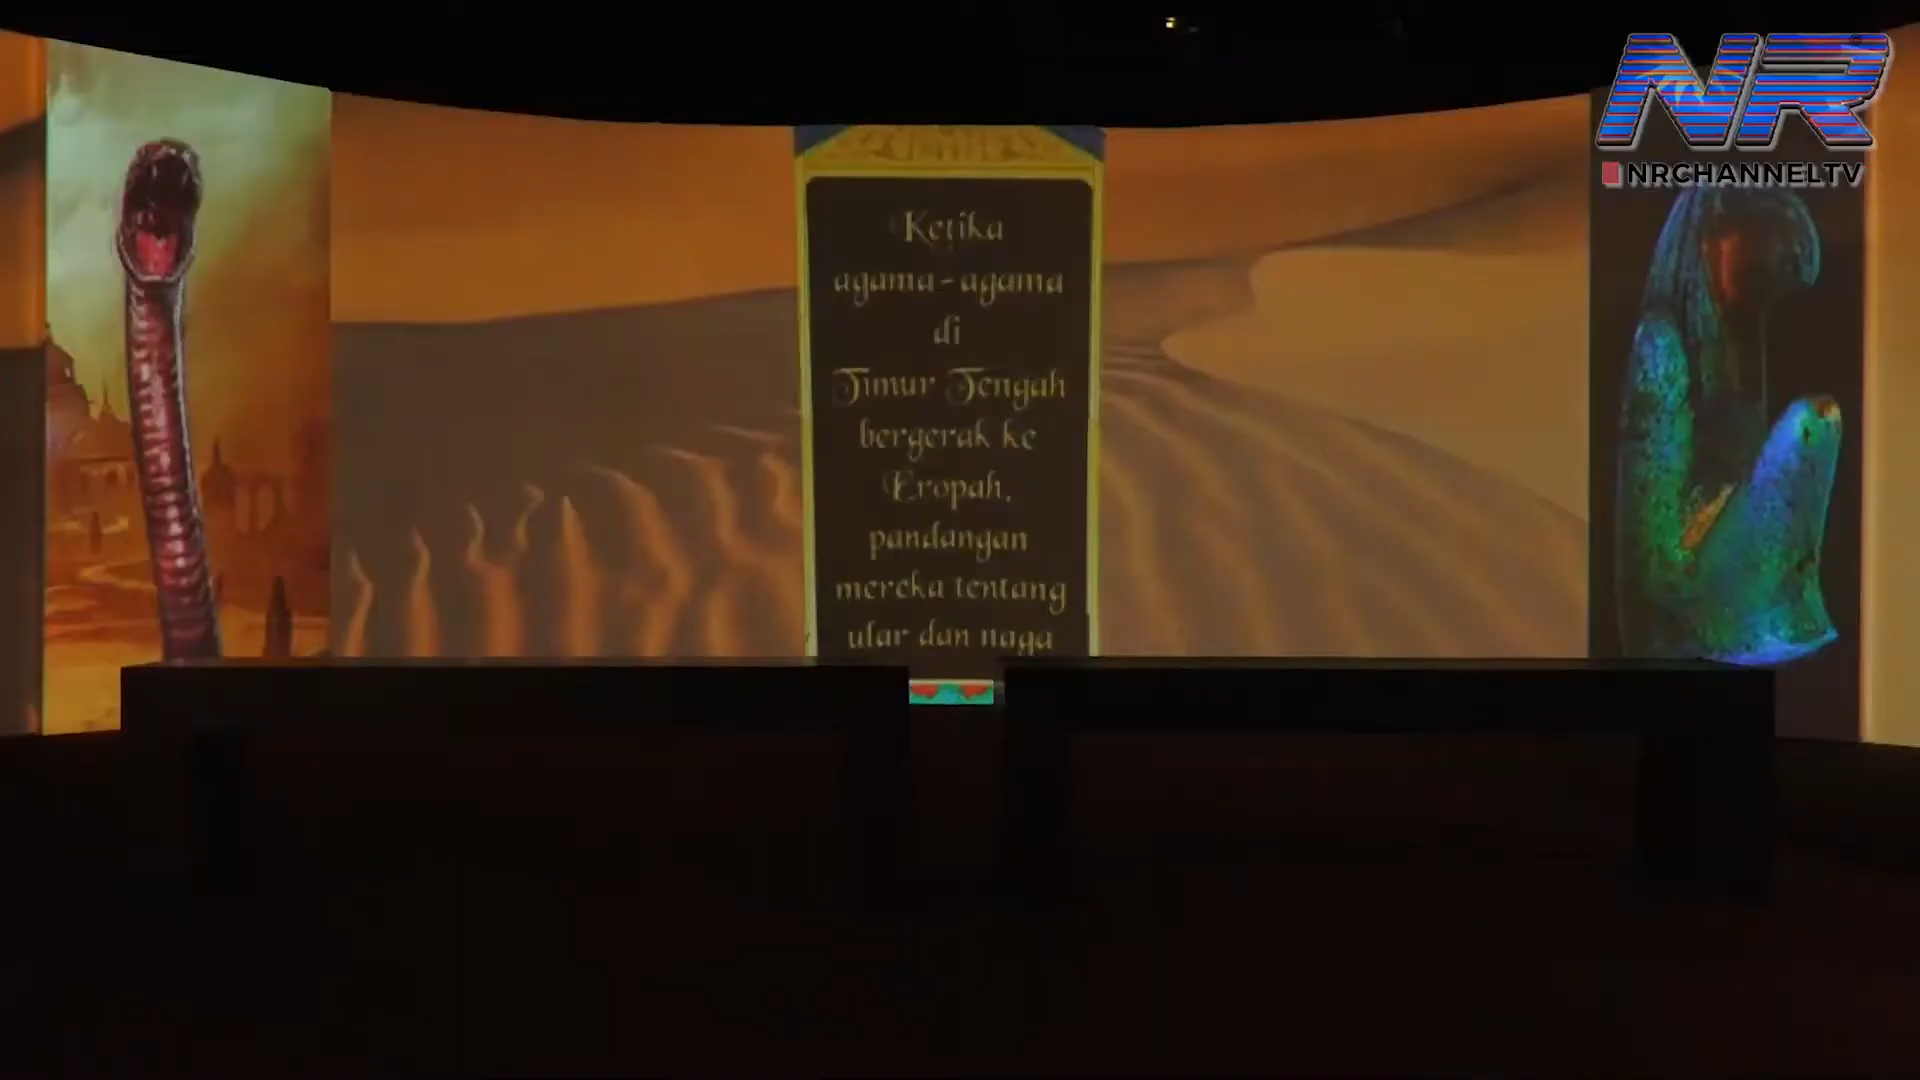 NR
NRCHANNELTV
Ketika
agama-agama
di
Timur Tengah
bergerak ke
Eropah,
pandangan
mereka tentang
ular dan naga